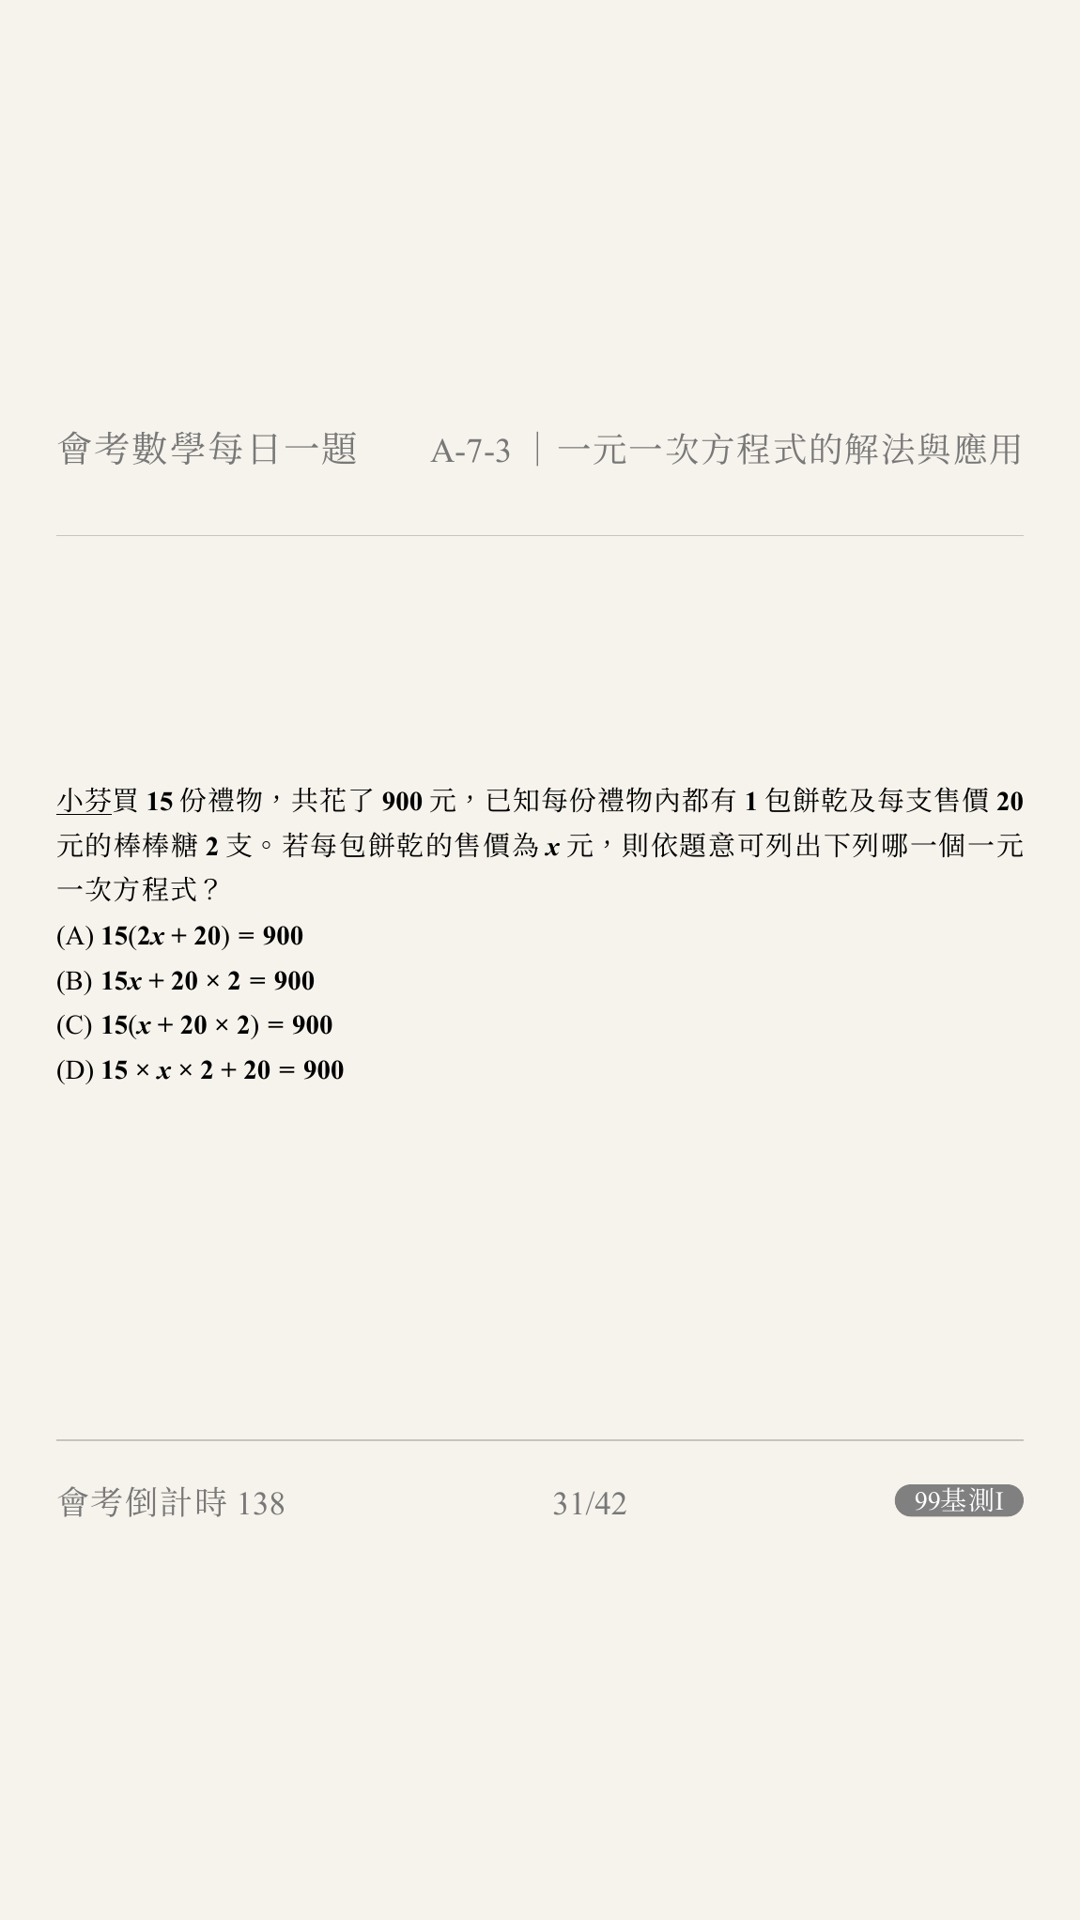 會考數學每日一題 A-7-3｜一元一次方程式的解法與應用
小芬買 15 份禮物，共花了 900 元，已知每份禮物內都有 1 包餅乾及每支售價 20
元的棒棒糖 2 支。若每包餅乾的售價為 x 元，則依題意可列出下列哪一個一元
一次方程式？
(A) 15(2x + 20) = 900
(B) 15x + 20 × 2 = 900
(C) 15(x + 20 × 2) = 900
(D) 15 × x × 2 + 20 = 900
會考倒計時 138 31/42 99基測I